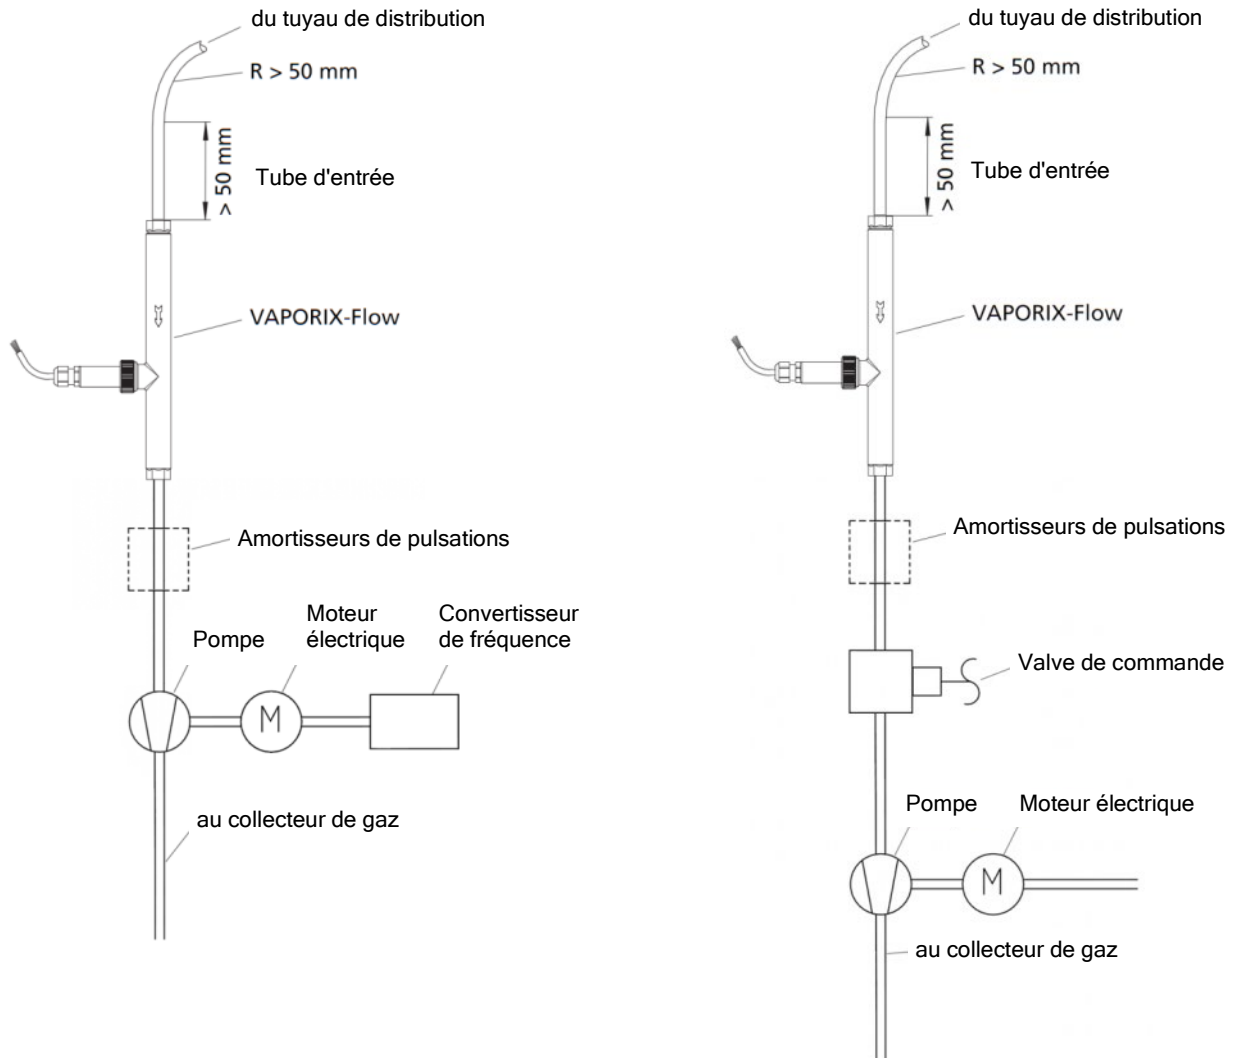 du tuyau de distribution
R > 50 mm
> 50 mm
Tube d'entrée
VAPORIX-Flow
Amortisseurs de pulsations
Pompe
Moteur
électrique
Convertisseur
de fréquence
M
au collecteur de gaz
du tuyau de distribution
R > 50 mm
> 50 mm
Tube d'entrée
VAPORIX-Flow
Amortisseurs de pulsations
Valve de commande
Pompe
Moteur électrique
M
au collecteur de gaz